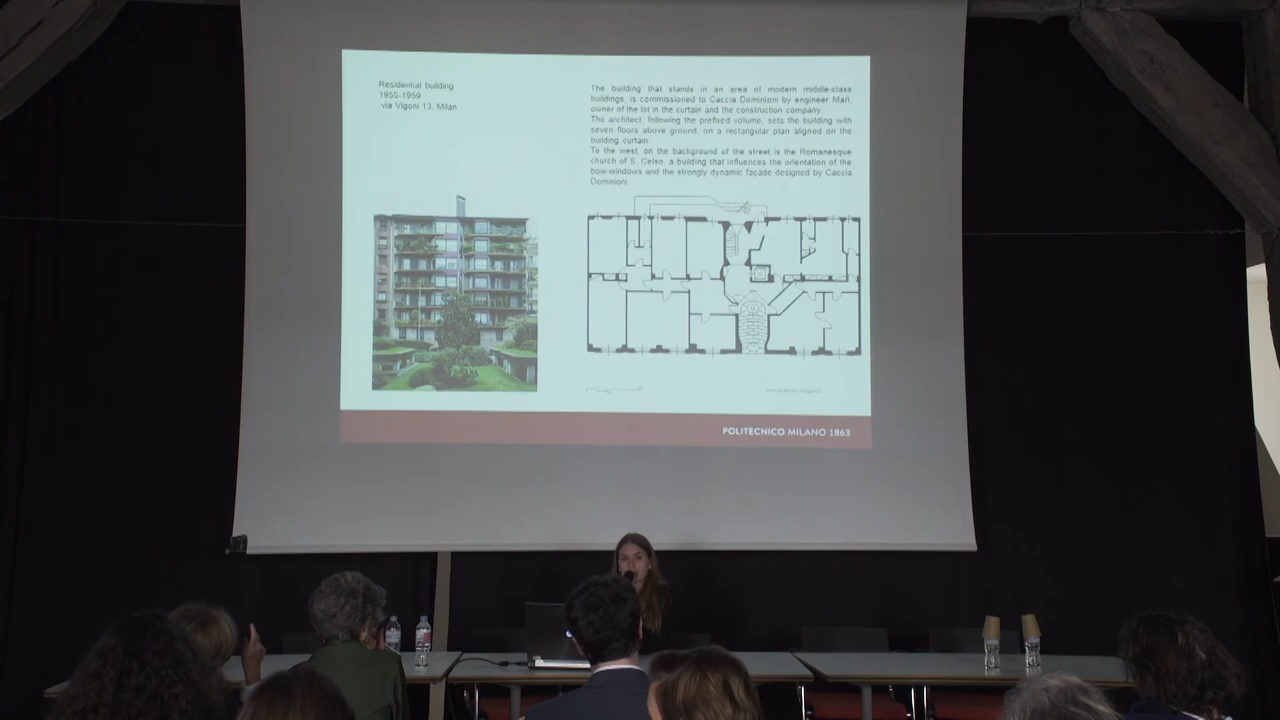 Residential building
1955-1959
via Vigoni 13, Milan
The building that stands in an area of modern middle-class
buildings, is commissioned to Caccia Dominioni by engineer Mari,
owner of the lot in the curtain and the construction company.
The architect, following the prefixed volume, sets the building with
seven floors above ground, on a rectangular plan aligned on the
building curtain.
To the west, on the background of the street is the Romanesque
church of S. Celso, a building that influences the orientation of the
bow-windows and the strongly dynamic façade designed by Caccia
Dominioni.
POLITECNICO MILANO 1863